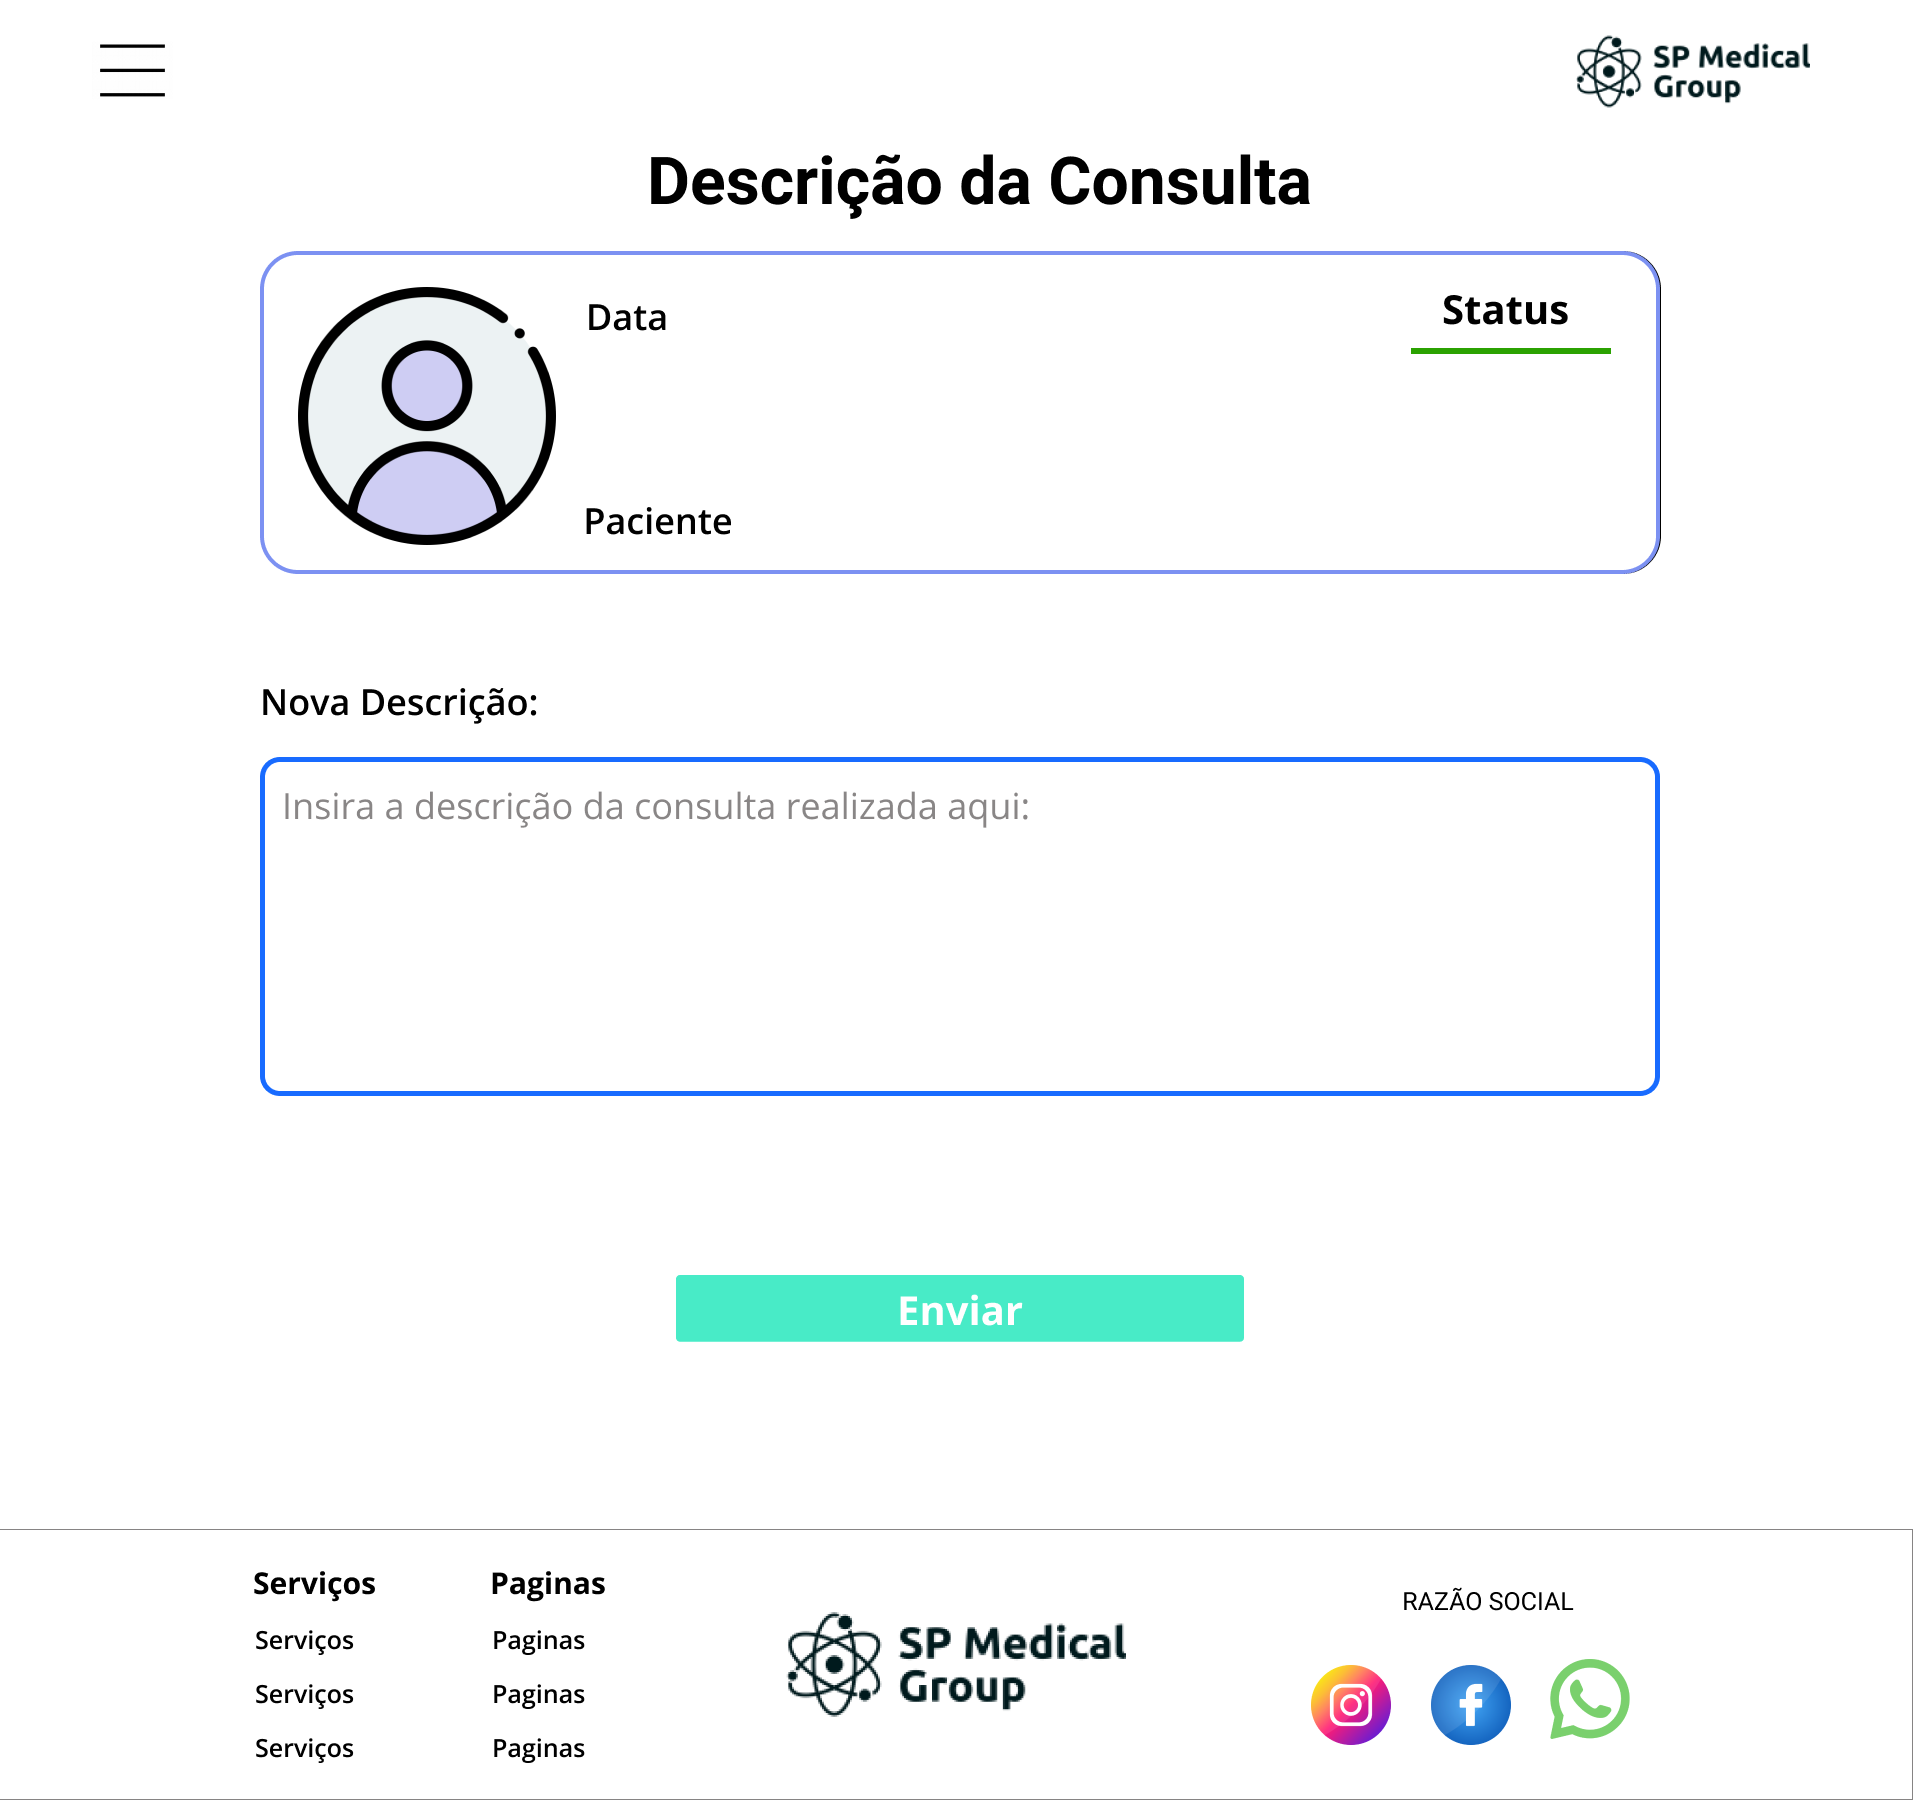 SP Medical
Group
Descrição da Consulta
Data
Status
Paciente
Nova Descrição:
Insira a descrição da consulta realizada aqui:
Enviar
Serviços
Serviços
Serviços
Serviços
Paginas
Paginas
Paginas
Paginas
SP Medical
Group
RAZÃO SOCIAL